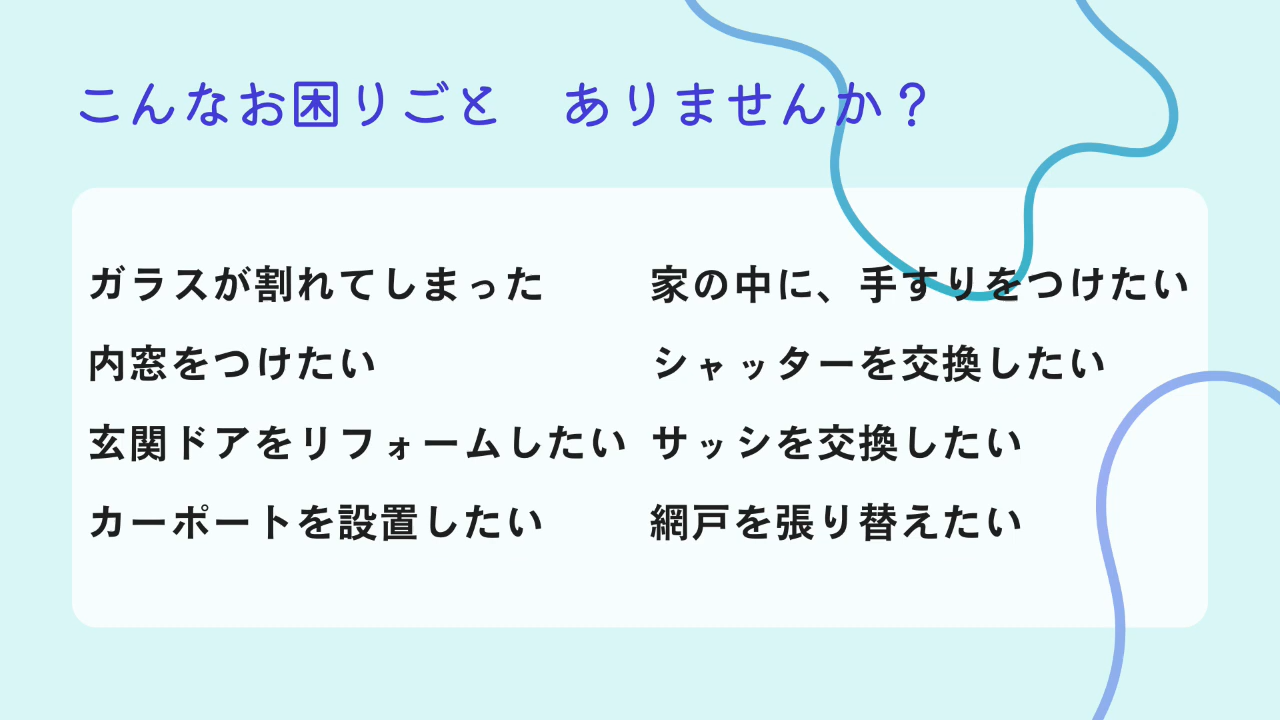 こんなお困りごと　ありませんか？
ガラスが割れてしまった
内窓をつけたい
玄関ドアをリフォームしたい
カーポートを設置したい
家の中に、手すりをつけたい
シャッターを交換したい
サッシを交換したい
網戸を張り替えたい